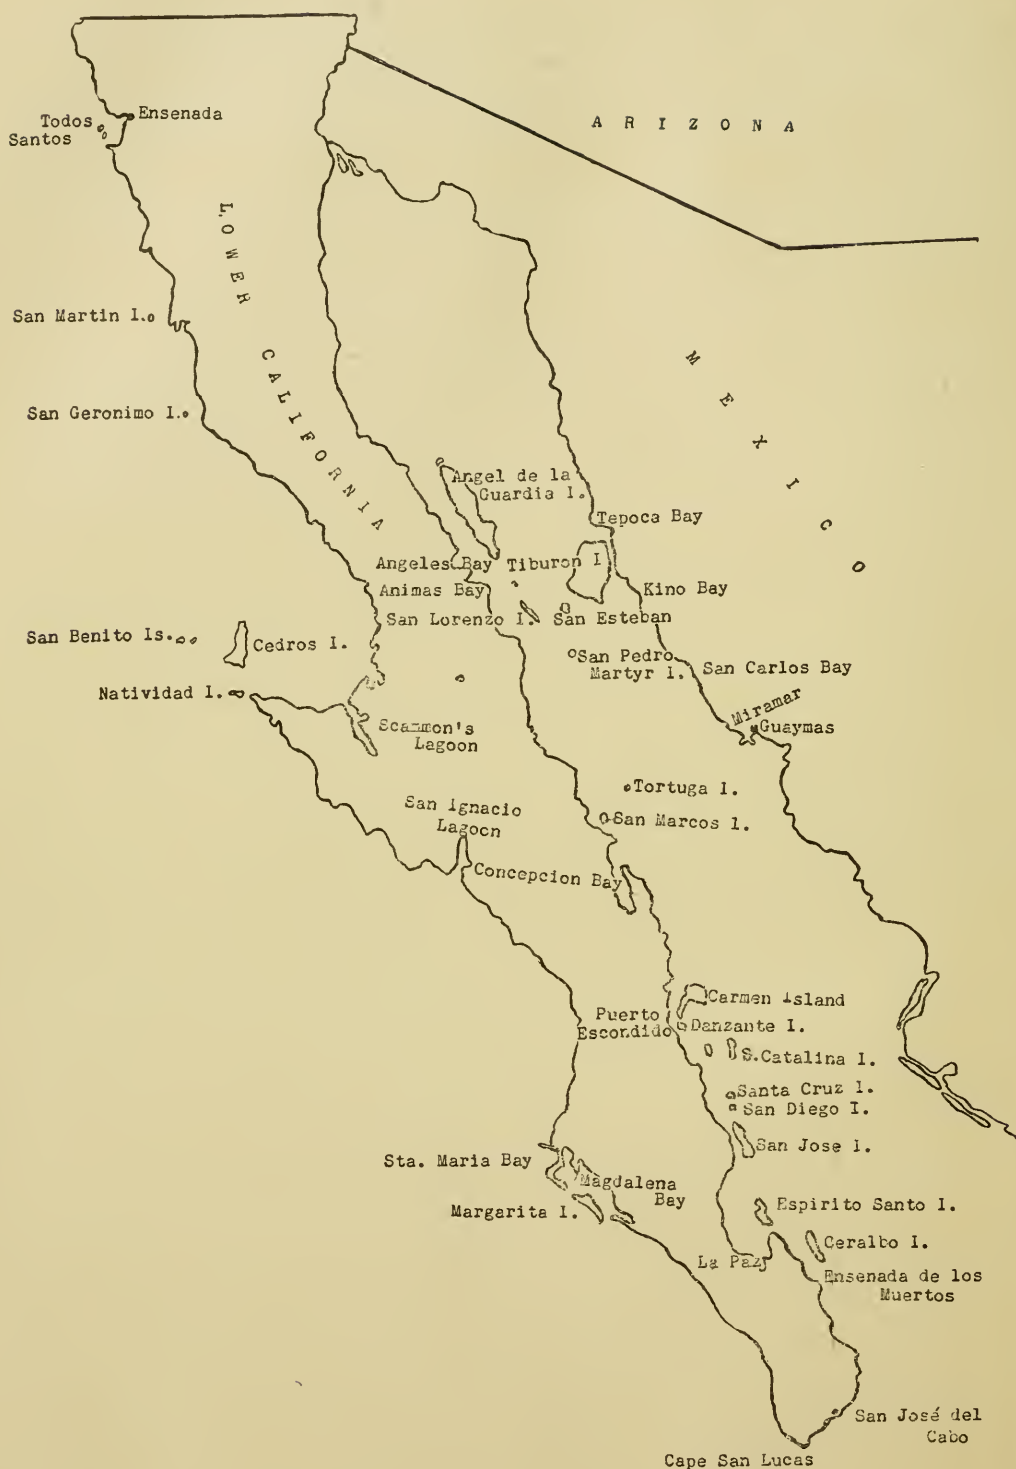 ARIZONA
Ensenada
Todos
Santos
LOWER CALIFORNIA
San Martin I.
MEXICO
San Geronimo I.
Angel de la
Guardia I.
Tepoca Bay
Angeles Bay
Tiburon I
Animas Bay
Kino Bay
San Lorenzo I.
San Esteban
San Benito Is.
Cedros I.
San Pedro
Martyr I.
San Carlos Bay
Natividad I.
Miramar
Guaymas
Scammon's
Lagoon
Tortuga I.
San Ignacio
Lagoon
San Marcos I.
Concepcion Bay
Carmen Island
Puerto
Escondido
Danzante I.
S.Catalina I.
Santa Cruz I.
San Diego I.
San Jose I.
Sta. Maria Bay
Magdalena
Bay
Margarita I.
Espirito Santo I.
Ceralbo I.
La Paz
Ensenada de los
Muertos
San José del
Cabo
Cape San Lucas